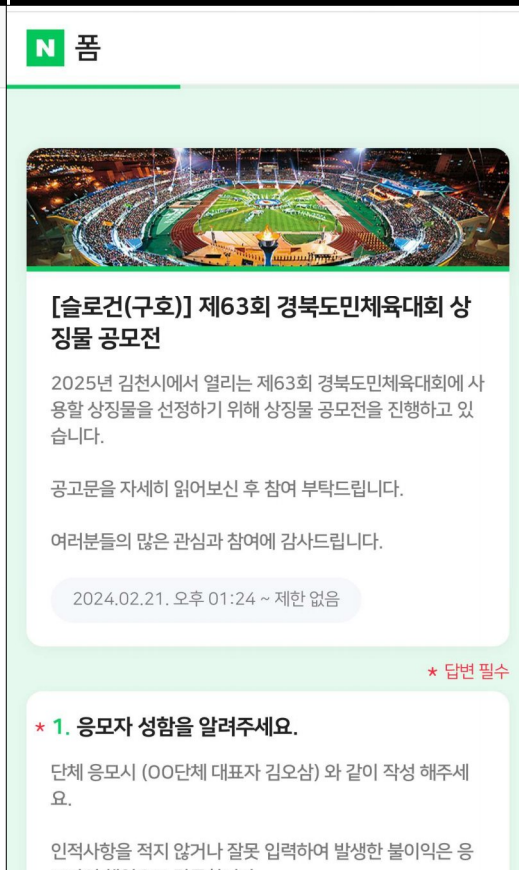 N 폼
[슬로건(구호)] 제63회 경북도민체육대회 상
징물 공모전
2025년 김천시에서 열리는 제63회 경북도민체육대회에 사
용할 상징물을 선정하기 위해 상징물 공모전을 진행하고 있
습니다.
공고문을 자세히 읽어보신 후 참여 부탁드립니다.
여러분들의 많은 관심과 참여에 감사드립니다.
2024.02.21. 오후 01:24 ~ 제한 없음
* 답변 필수
* 1. 응모자 성함을 알려주세요.
단체 응모시 (OO단체 대표자 김오삼) 와 같이 작성 해주세
요.
인적사항을 적지 않거나 잘못 입력하여 발생한 불이익은 응